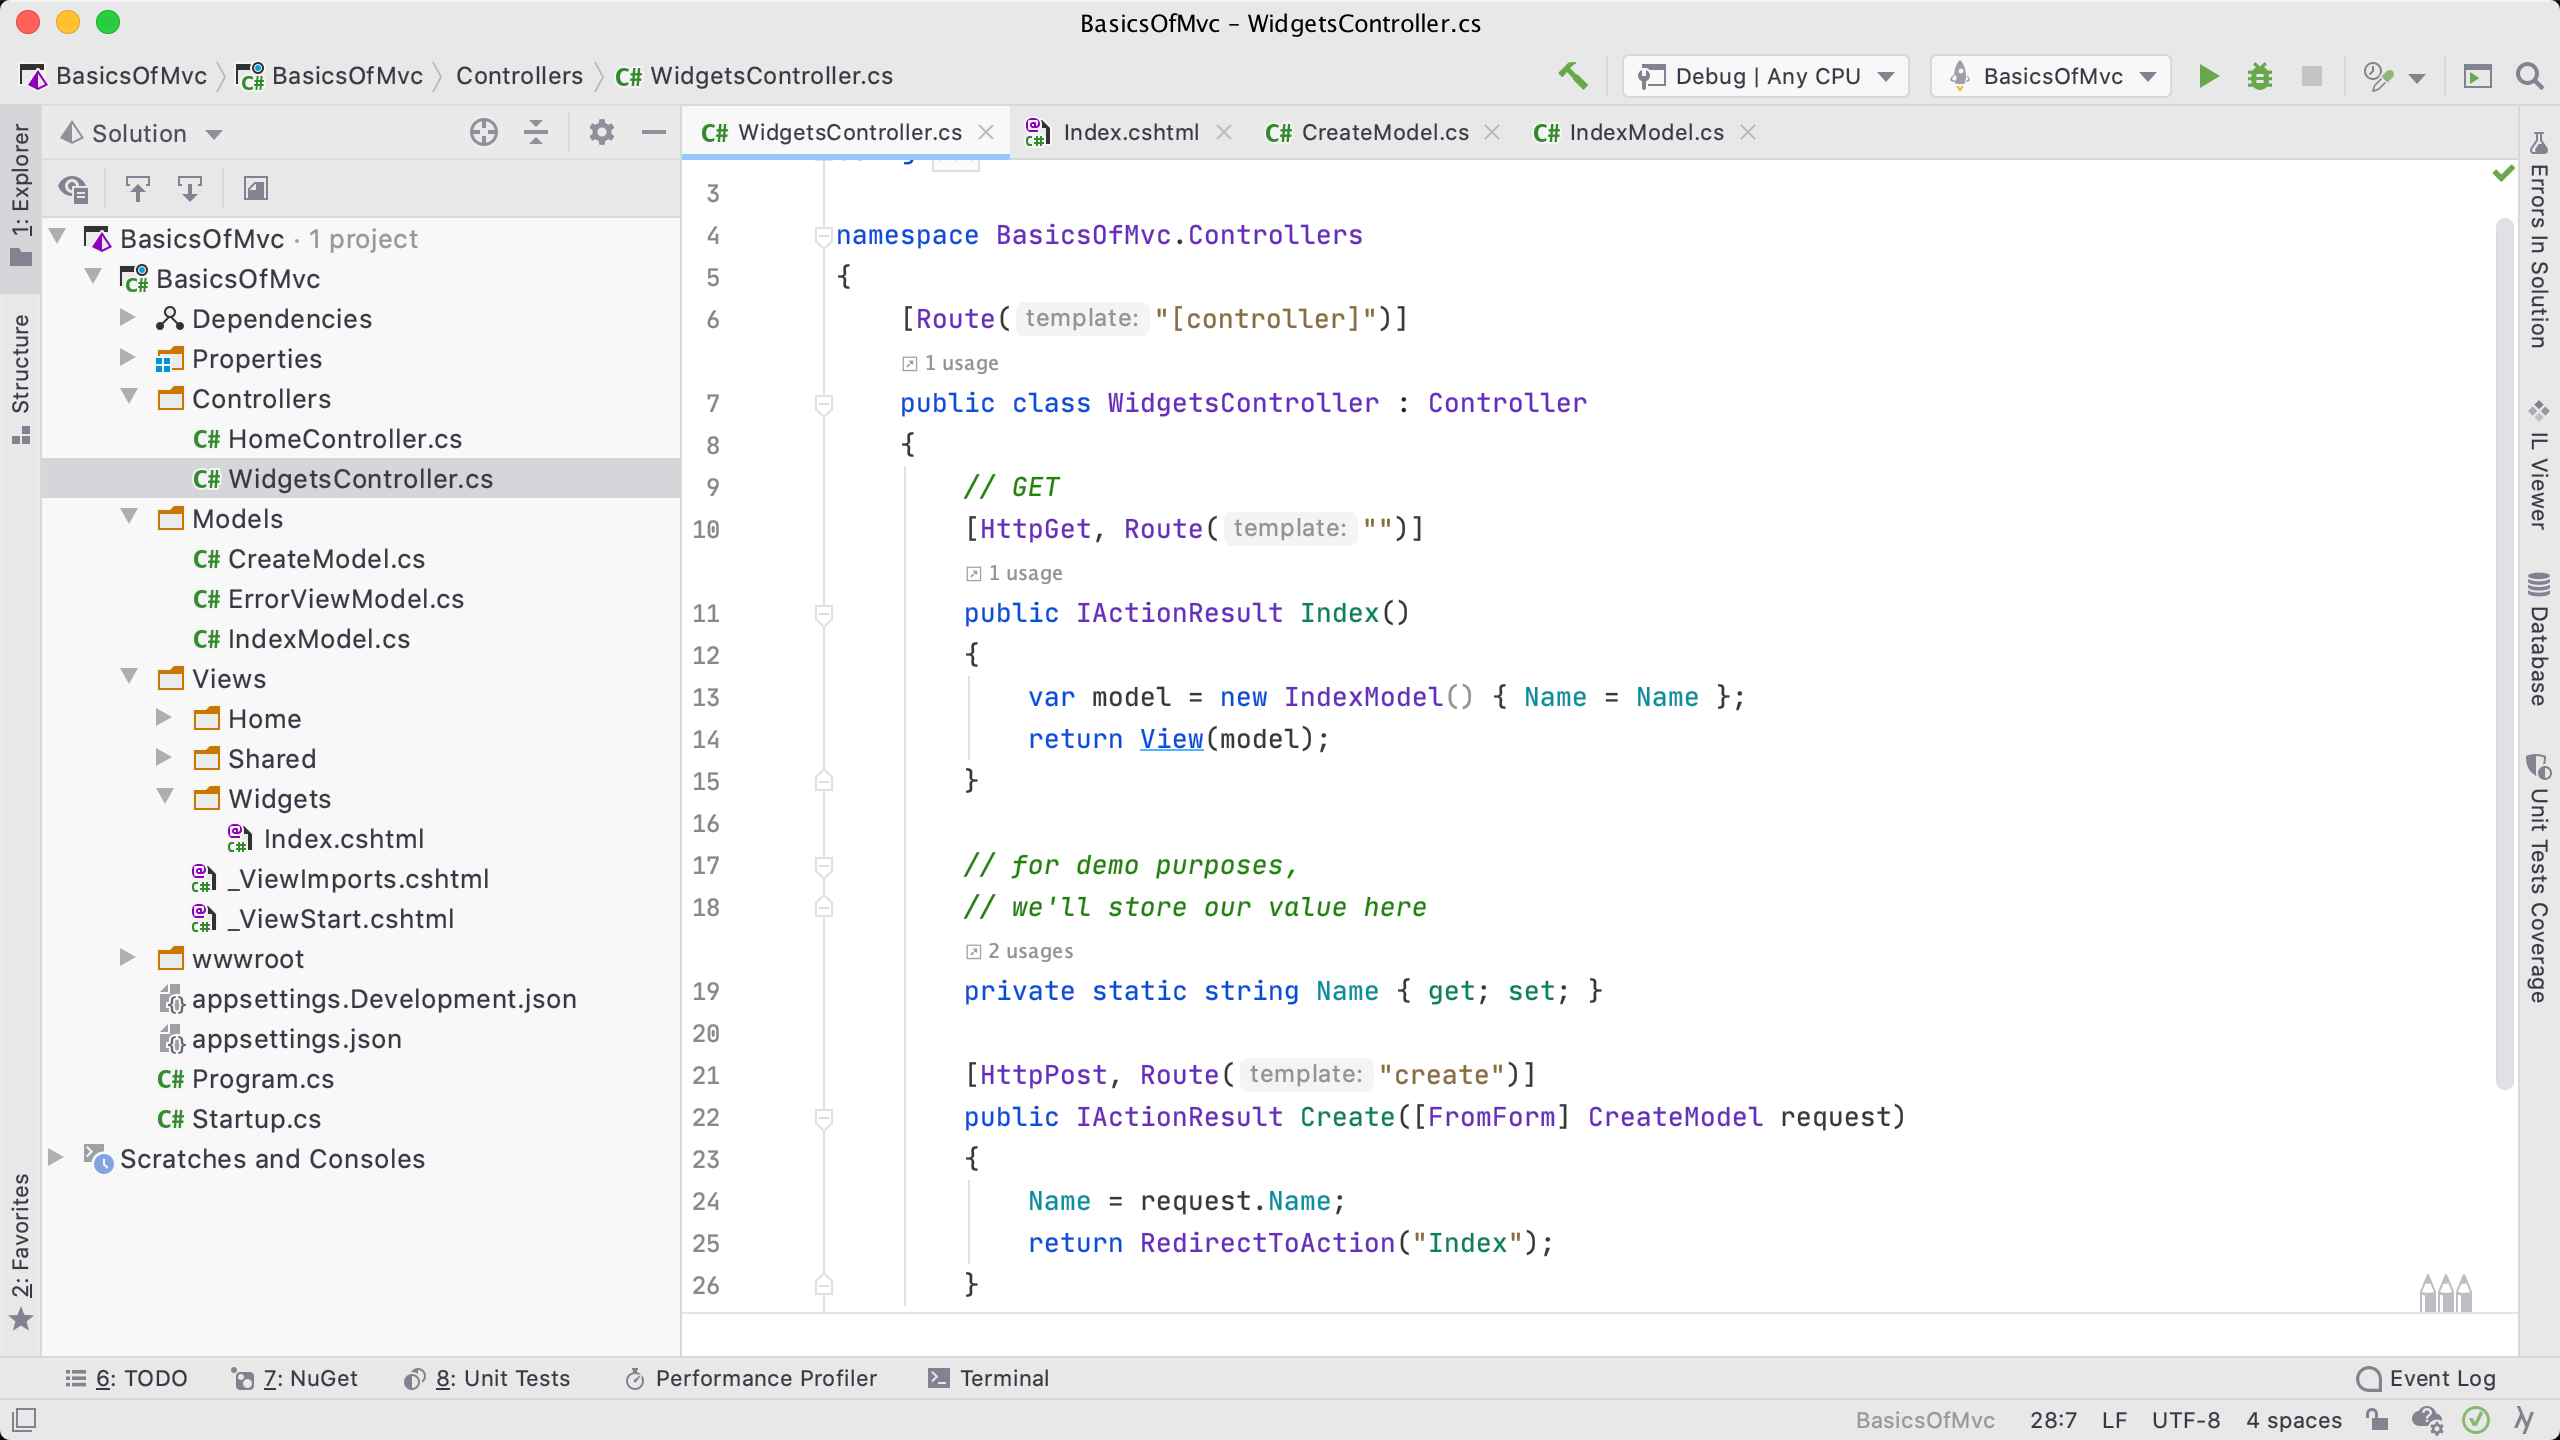 BasicsOfMvc – WidgetsController.cs
BasicsOfMvc BasicsOfMvc Controllers C# WidgetsController.cs Debug | Any CPU BasicsOfMvc
1: Explorer
Structure
2: Favorites
Solution
BasicsOfMvc · 1 project
BasicsOfMvc
Dependencies
Properties
Controllers
C# HomeController.cs
C# WidgetsController.cs
Models
C# CreateModel.cs
C# ErrorViewModel.cs
C# IndexModel.cs
Views
Home
Shared
Widgets
Index.cshtml
_ViewImports.cshtml
_ViewStart.cshtml
wwwroot
appsettings.Development.json
appsettings.json
C# Program.cs
C# Startup.cs
Scratches and Consoles
C# WidgetsController.cs Index.cshtml C# CreateModel.cs C# IndexModel.cs
3
4 namespace BasicsOfMvc.Controllers
5 {
6 [Route( template: "[controller]")]
1 usage
7 public class WidgetsController : Controller
8 {
9 // GET
10 [HttpGet, Route( template: "")]
1 usage
11 public IActionResult Index()
12 {
13 var model = new IndexModel() { Name = Name };
14 return View(model);
15 }
16
17 // for demo purposes,
18 // we'll store our value here
2 usages
19 private static string Name { get; set; }
20
21 [HttpPost, Route( template: "create")]
22 public IActionResult Create([FromForm] CreateModel request)
23 {
24 Name = request.Name;
25 return RedirectToAction("Index");
26 }
Errors In Solution
IL Viewer
Database
Unit Tests Coverage
6: TODO 7: NuGet 8: Unit Tests Performance Profiler Terminal Event Log
BasicsOfMvc 28:7 LF UTF-8 4 spaces